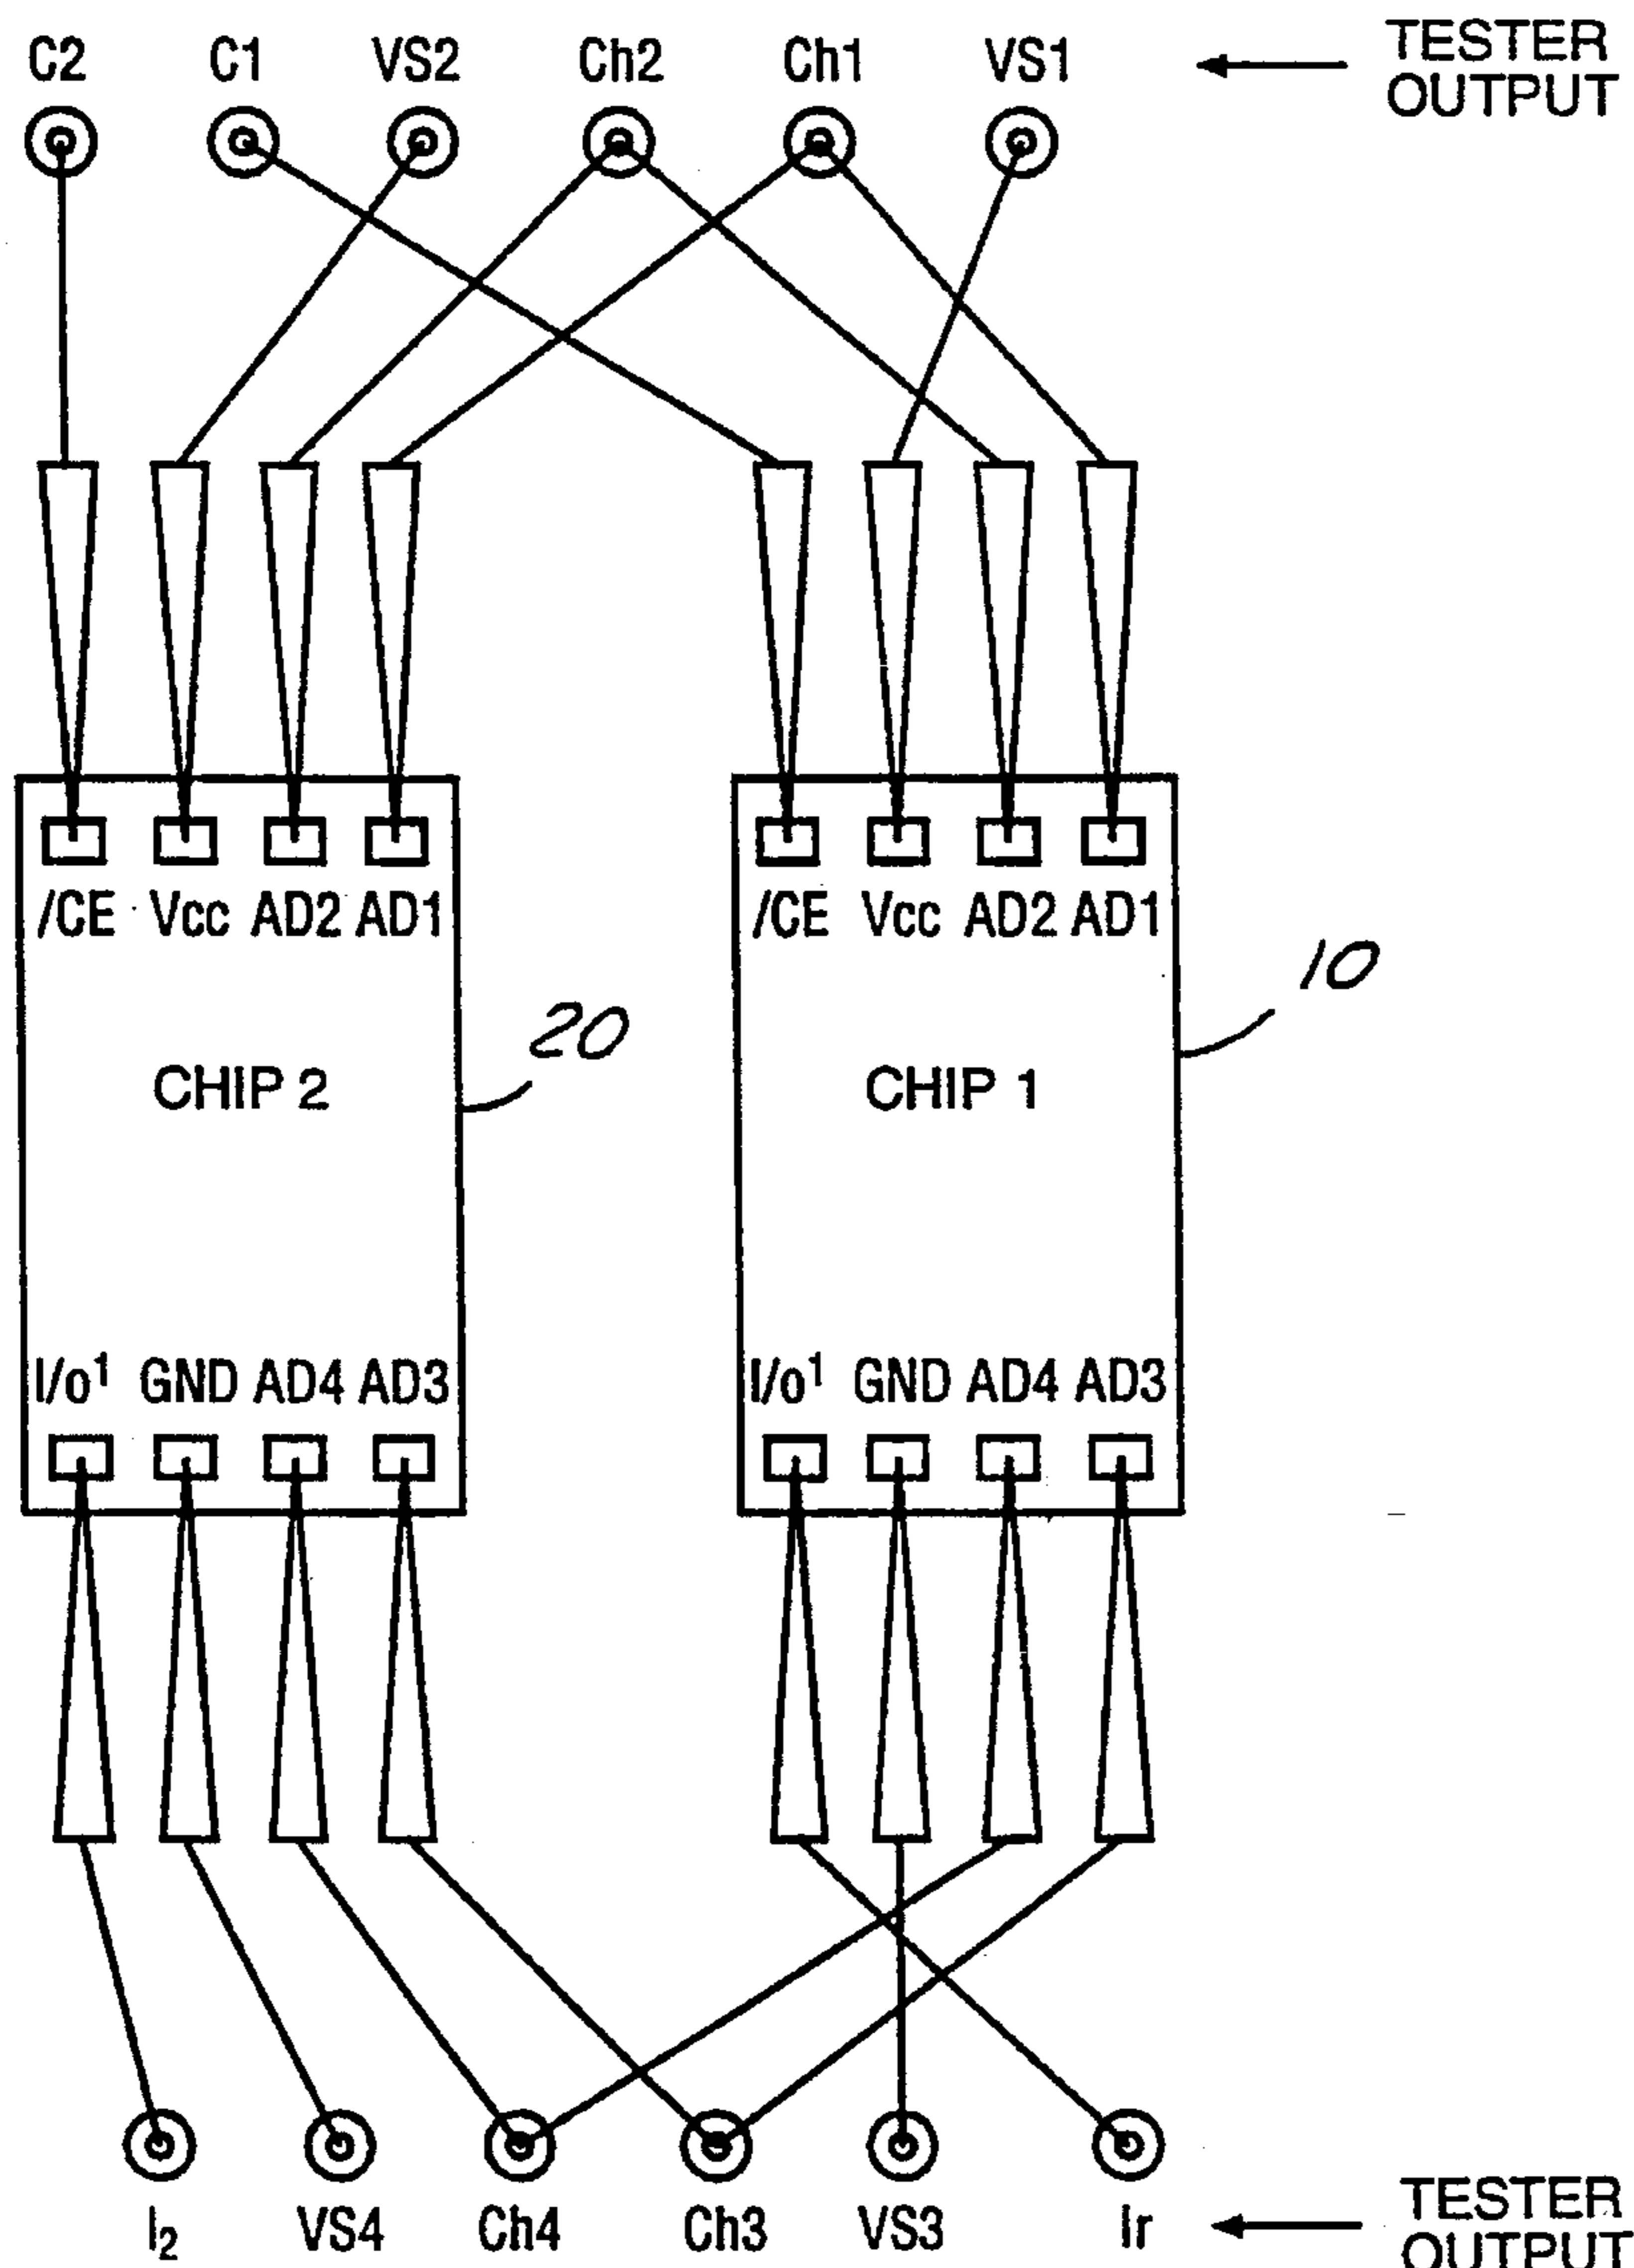 C2 C1 VS2 Ch2 Ch1 VS1 TESTER
OUTPUT
/CE Vcc AD2 AD1 /CE Vcc AD2 AD1
10
20
CHIP 2 CHIP 1
I/o¹ GND AD4 AD3 I/o¹ GND AD4 AD3
I₂ VS4 Ch4 Ch3 VS3 Ir TESTER
OUTPUT